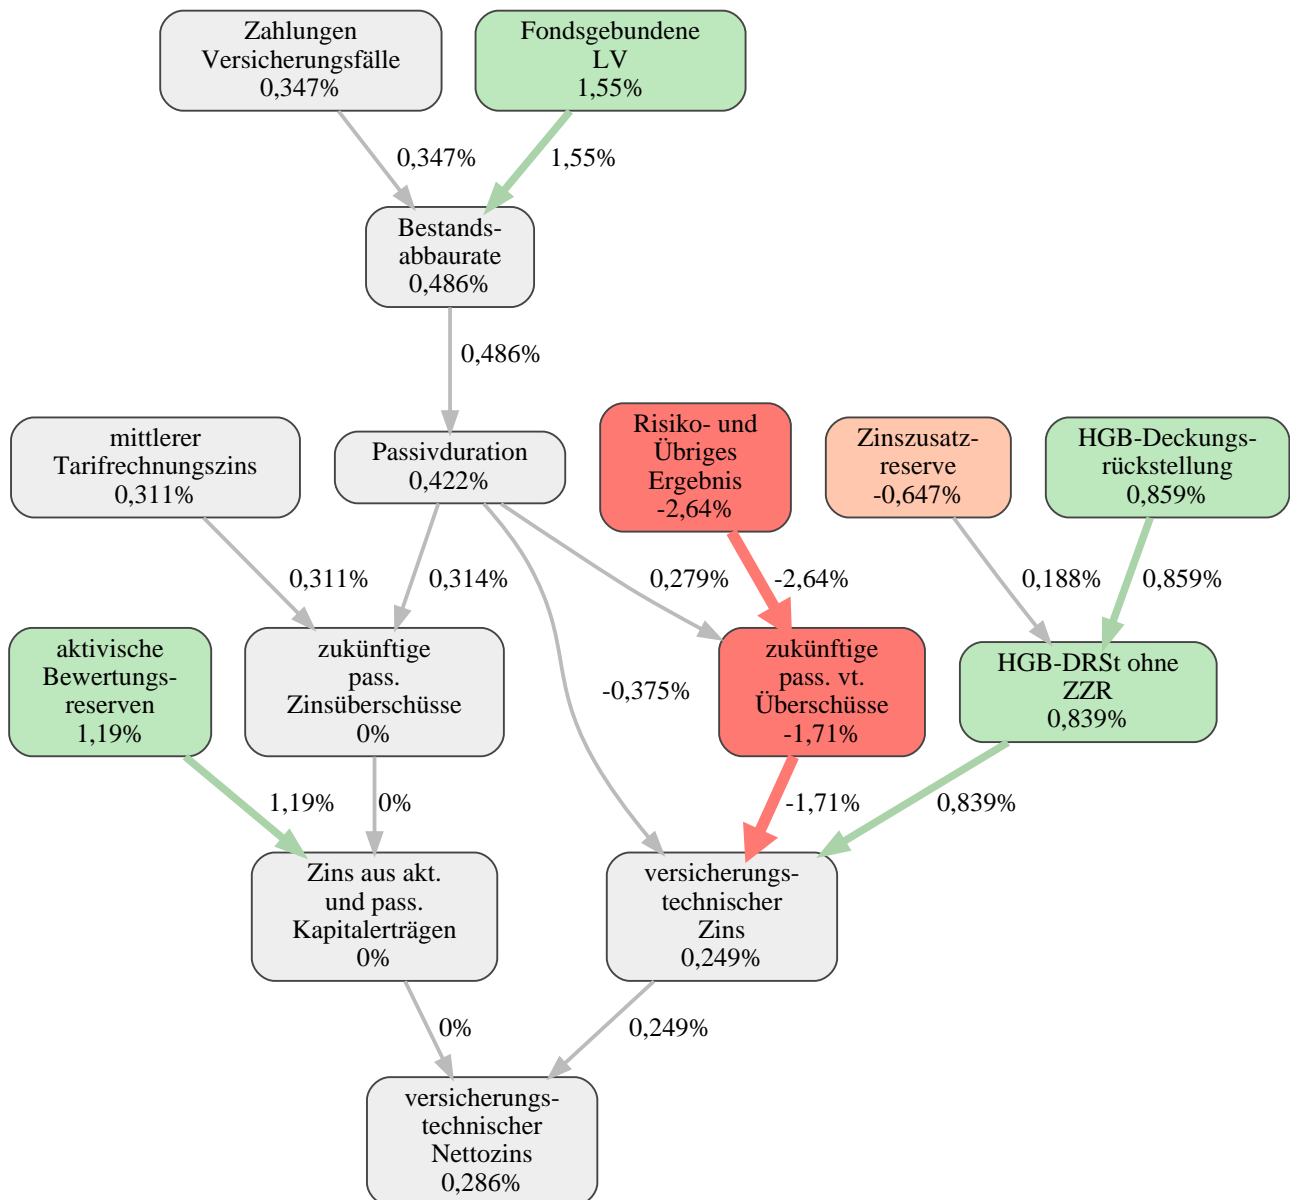 Zahlungen
Versicherungsfälle
0,347%
Fondsgebundene
LV
1,55%
0,347%
1,55%
Bestands-
abbaurate
0,486%
0,486%
mittlerer
Tarifrechnungszins
0,311%
Passivduration
0,422%
Risiko- und
Übriges
Ergebnis
-2,64%
Zinszusatz-
reserve
-0,647%
HGB-Deckungs-
rückstellung
0,859%
0,311%
0,314%
0,279%
-2,64%
0,188%
0,859%
aktivische
Bewertungs-
reserven
1,19%
zukünftige
pass.
Zinsüberschüsse
0%
-0,375%
zukünftige
pass. vt.
Überschüsse
-1,71%
HGB-DRSt ohne
ZZR
0,839%
1,19%
0%
-1,71%
0,839%
Zins aus akt.
und pass.
Kapitalerträgen
0%
versicherungs-
technischer
Zins
0,249%
0%
0,249%
versicherungs-
technischer
Nettozins
0,286%